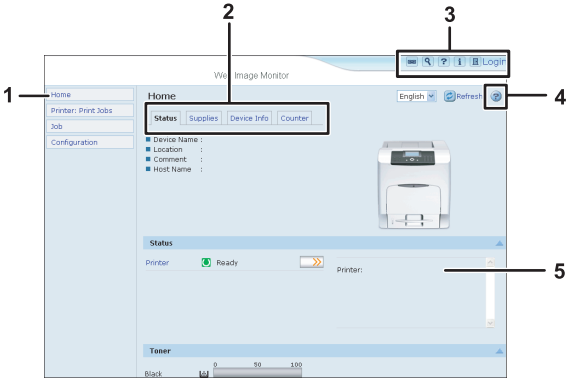 2
3
Login
Web Image Monitor
1
Home
Home
English
Refresh
4
Printer: Print Jobs
Status
Supplies
Device Info
Counter
Job
Device Name :
Configuration
Location :
Comment :
Host Name :
Status
Printer
Ready
Printer:
5
Toner
0 50 100
Black